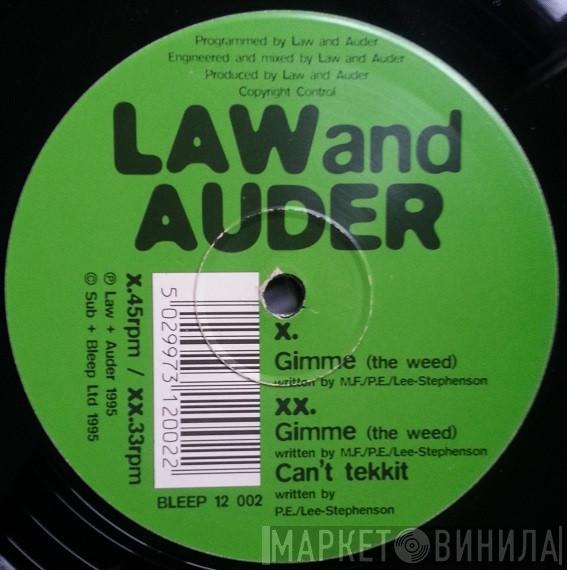 Programmed by Law and Auder
Engineered and mixed by Law and Auder
Produced by Law and Auder
Copyright Control
LAW and
AUDER
X.
Gimme (the weed)
written by M.F./P.E./Lee-Stephenson
XX.
Gimme (the weed)
written by M.F./P.E./Lee-Stephenson
Can't tekkit
written by
P.E./Lee-Stephenson
X.45rpm / XX.33rpm
℗ Law + Auder 1995
© Sub + Bleep Ltd 1995
5 029973 120022
BLEEP 12 002
МАРКЕТ ВИНИЛА